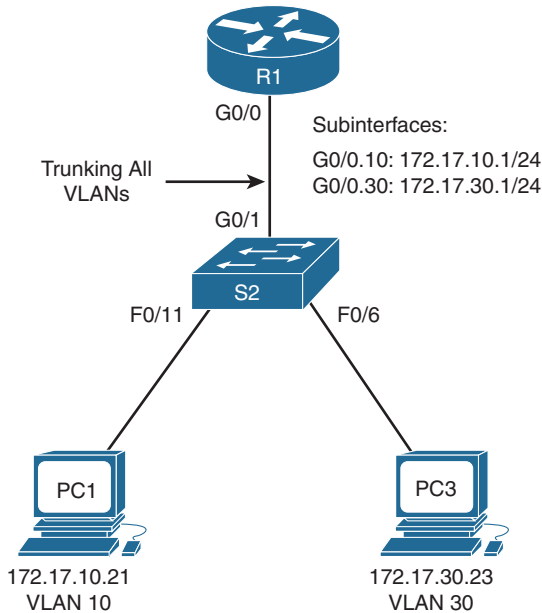 R1
G0/0
Subinterfaces:
G0/0.10: 172.17.10.1/24
G0/0.30: 172.17.30.1/24
Trunking All
VLANs
G0/1
S2
F0/11
F0/6
PC1
PC3
172.17.10.21
VLAN 10
172.17.30.23
VLAN 30